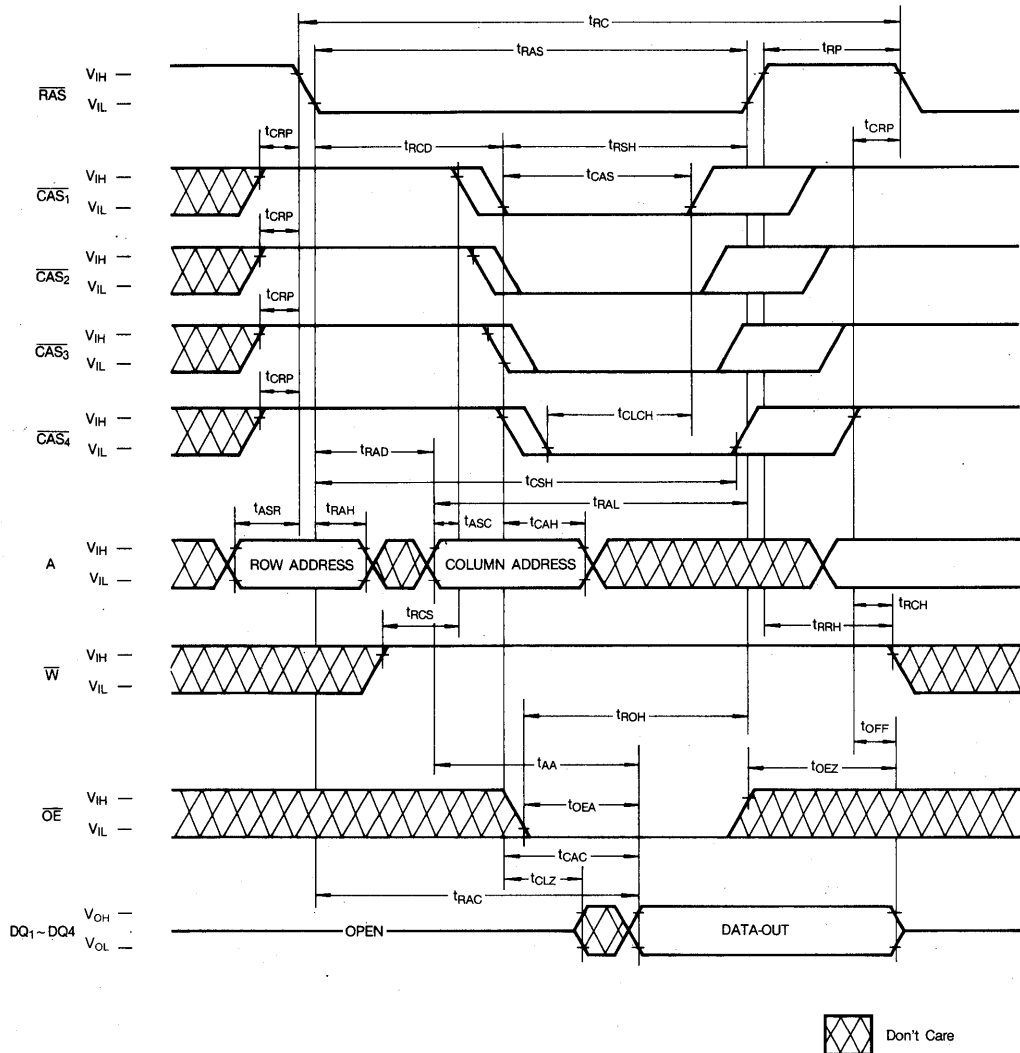 tRC
tRAS
tRP
RAS
VIH
VIL
tCRP
tRCD
tRSH
tCRP
CAS1
VIH
VIL
tCAS
tCRP
CAS2
VIH
VIL
tCRP
CAS3
VIH
VIL
tCRP
CAS4
VIH
VIL
tCLCH
tRAD
tCSH
tRAL
tASR
tRAH
tASC
tCAH
A
VIH
VIL
ROW ADDRESS
COLUMN ADDRESS
tRCS
tRCH
tRRH
W
VIH
VIL
tROH
tOFF
tAA
tOEZ
OE
VIH
VIL
tOEA
tCAC
tCLZ
tRAC
DQ1~DQ4
VOH
VOL
OPEN
DATA-OUT
Don't Care